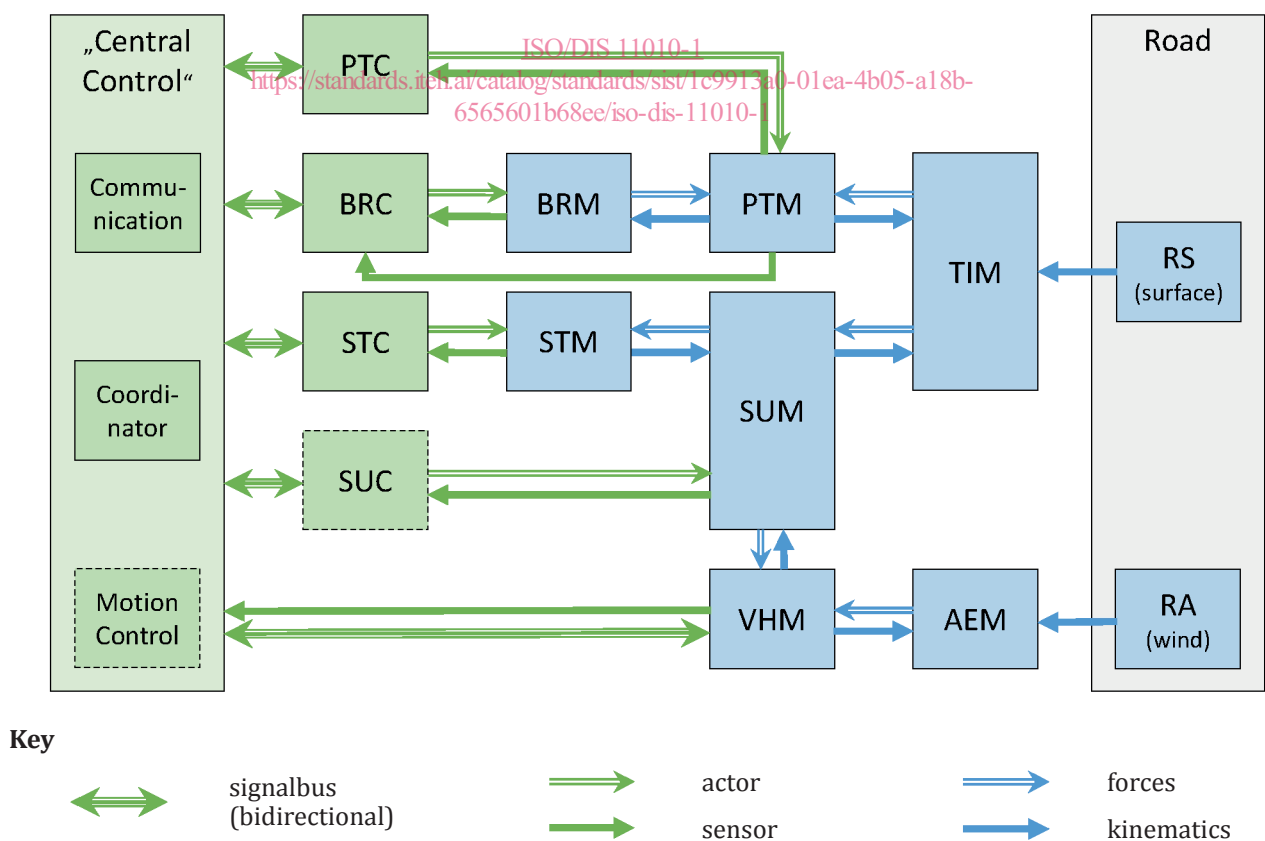 „Central
Control“
PTC
Road
ISO/DIS 11010-1
https://standards.iteh.ai/catalog/standards/sist/1c9913a0-01ea-4b05-a18b-
6565601b68ee/iso-dis-11010-1
Commu-
nication
BRC
BRM
PTM
TIM
RS
(surface)
STC
STM
SUM
Coordi-
nator
SUC
Motion
Control
VHM
AEM
RA
(wind)
Key
signalbus
(bidirectional)
actor
sensor
forces
kinematics